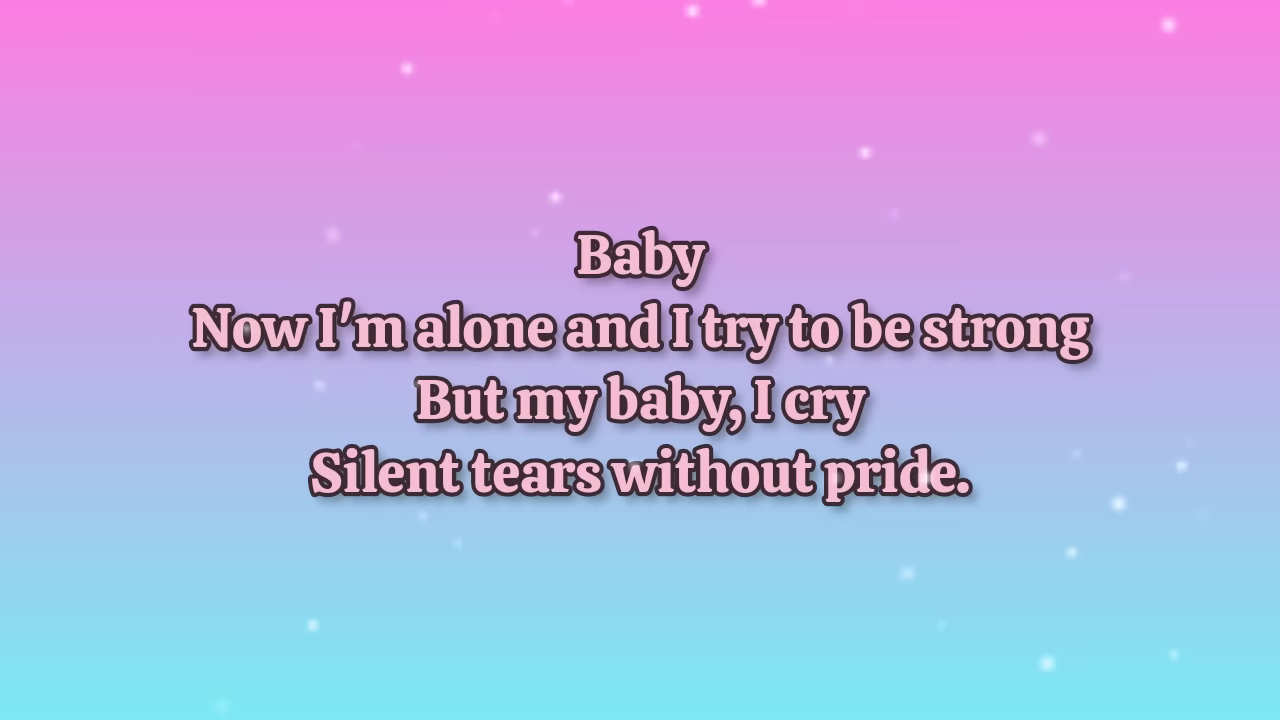 Baby
Now I'm alone and I try to be strong
But my baby, I cry
Silent tears without pride.